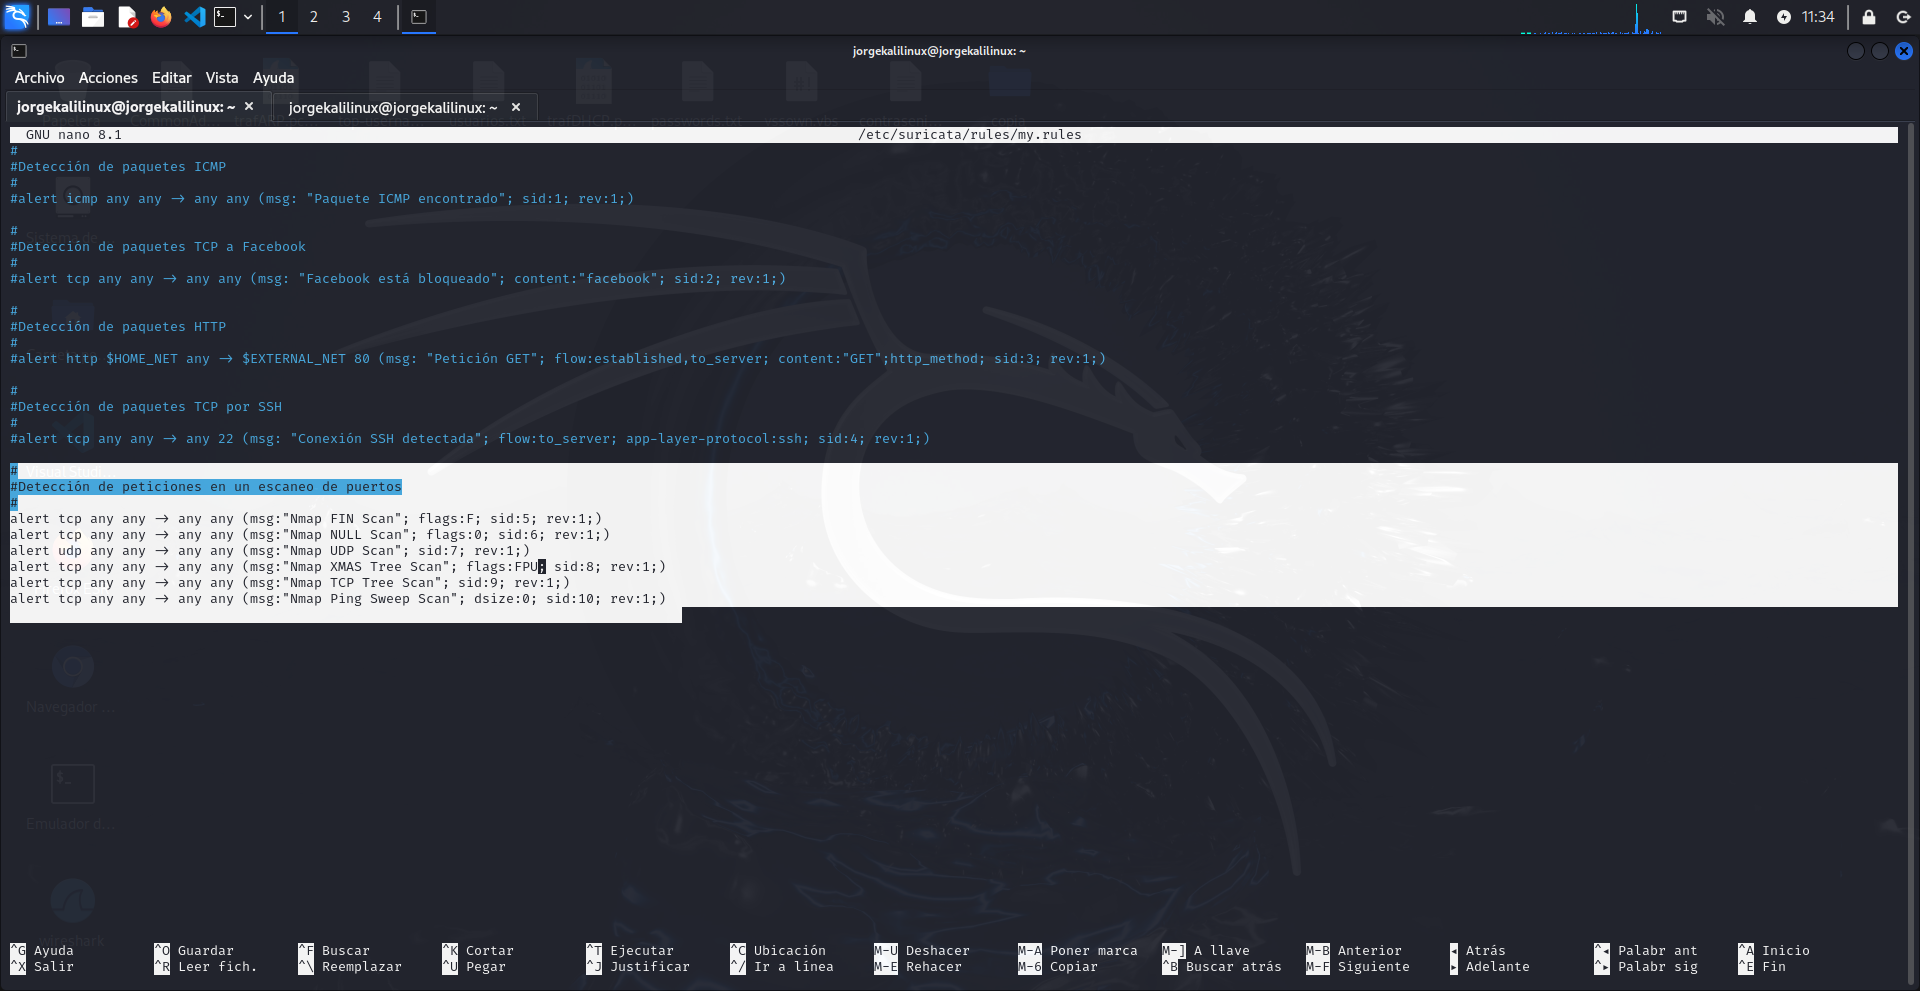 1 2 3 4 11:34
jorgekalilinux@jorgekalilinux: ~
Archivo Acciones Editar Vista Ayuda
jorgekalilinux@jorgekalilinux: ~ × jorgekalilinux@jorgekalilinux: ~ ×
GNU nano 8.1 /etc/suricata/rules/my.rules
#
#Detección de paquetes ICMP
#
#alert icmp any any -> any any (msg: "Paquete ICMP encontrado"; sid:1; rev:1;)
#
#Detección de paquetes TCP a Facebook
#
#alert tcp any any -> any any (msg: "Facebook está bloqueado"; content:"facebook"; sid:2; rev:1;)
#
#Detección de paquetes HTTP
#
#alert http $HOME_NET any -> $EXTERNAL_NET 80 (msg: "Petición GET"; flow:established,to_server; content:"GET";http_method; sid:3; rev:1;)
#
#Detección de paquetes TCP por SSH
#
#alert tcp any any -> any 22 (msg: "Conexión SSH detectada"; flow:to_server; app-layer-protocol:ssh; sid:4; rev:1;)
#
#Detección de peticiones en un escaneo de puertos
#
alert tcp any any -> any any (msg:"Nmap FIN Scan"; flags:F; sid:5; rev:1;)
alert tcp any any -> any any (msg:"Nmap NULL Scan"; flags:0; sid:6; rev:1;)
alert udp any any -> any any (msg:"Nmap UDP Scan"; sid:7; rev:1;)
alert tcp any any -> any any (msg:"Nmap XMAS Tree Scan"; flags:FPU; sid:8; rev:1;)
alert tcp any any -> any any (msg:"Nmap TCP Tree Scan"; sid:9; rev:1;)
alert tcp any any -> any any (msg:"Nmap Ping Sweep Scan"; dsize:0; sid:10; rev:1;)
Navegador ...
Emulador d...
^G Ayuda ^O Guardar ^F Buscar ^K Cortar ^T Ejecutar ^C Ubicación M-U Deshacer M-A Poner marca M-] A llave M-B Anterior ◂ Atrás ^◂ Palabr ant ^A Inicio
^X Salir ^R Leer fich. ^\ Reemplazar ^U Pegar ^J Justificar ^/ Ir a línea M-E Rehacer M-6 Copiar ^B Buscar atrás M-F Siguiente ▸ Adelante ^▸ Palabr sig ^E Fin